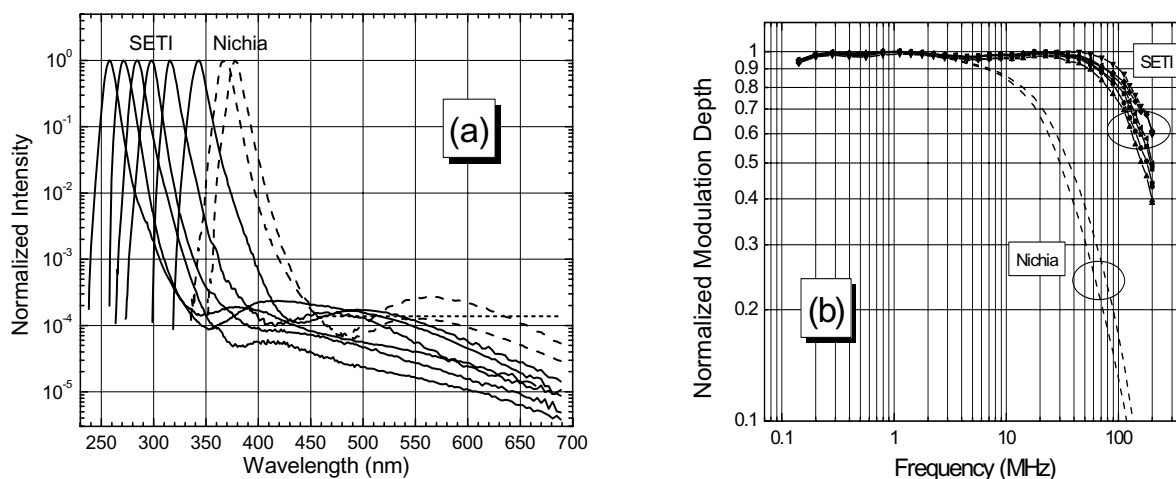 SETI Nichia
(a)
10^0
10^-1
10^-2
10^-3
10^-4
10^-5
Normalized Intensity
250 300 350 400 450 500 550 600 650 700
Wavelength (nm)
1
0.9
0.8
0.7
0.6
0.5
0.4
0.3
0.2
0.1
Normalized Modulation Depth
SETI
Nichia
(b)
0.1 1 10 100
Frequency (MHz)